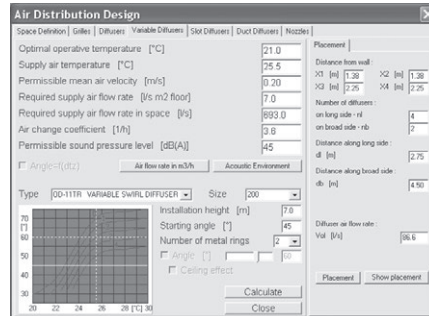 Air Distribution Design
Space Definition | Grilles | Diffusers | Variable Diffusers | Slot Diffusers | Duct Diffusers | Nozzles
Optimal operative temperature [°C] 21.0
Supply air temperature [°C] 25.5
Permissible mean air velocity [m/s] 0.20
Required supply air flow rate [l/s m2 floor] 7.0
Required supply air flow rate in space [l/s] 693.0
Air change coefficient [1/h] 3.6
Permissible sound pressure level [dB(A)] 45
Angle=f(dtz) Air flow rate in m3/h Acoustic Environment
Type OD-11TR VARIABLE SWIRL DIFFUSER Size 200
Installation height [m] 7.0
Starting angle [°] 45
Number of metal rings 2
Angle [°] 60
Ceiling effect
Calculate
Close
70
[°]
60
50
40
30
20 22 24 26 28 [°C] 30
Placement
Distance from wall :
X1 [m] 1.38 X2 [m] 1.38
X3 [m] 2.25 X4 [m] 2.25
Number of diffusers :
on long side - nl 4
on broad side - nb 2
Distance along long side :
dl [m] 2.75
Distance along broad side :
db [m] 4.50
Diffuser air flow rate :
Vol [l/s] 86.6
Placement Show placement